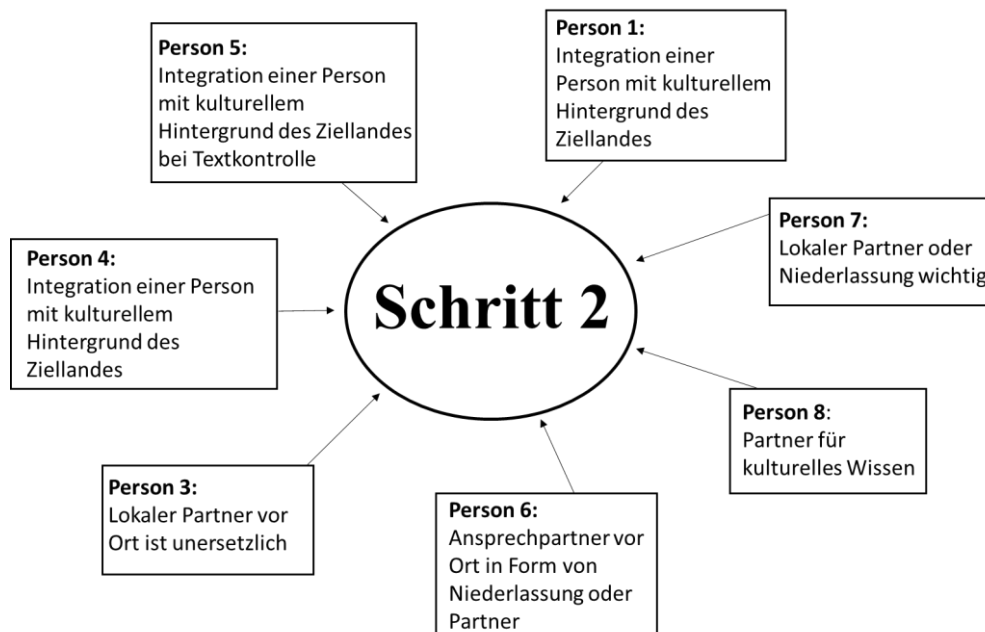 Person 5:
Integration einer Person
mit kulturellem
Hintergrund des Ziellandes
bei Textkontrolle
Person 1:
Integration einer
Person mit kulturellem
Hintergrund des
Ziellandes
Person 7:
Lokaler Partner oder
Niederlassung wichtig
Person 4:
Integration einer Person
mit kulturellem
Hintergrund des
Ziellandes
Schritt 2
Person 8:
Partner für
kulturelles Wissen
Person 3:
Lokaler Partner vor
Ort ist unersetzlich
Person 6:
Ansprechpartner vor
Ort in Form von
Niederlassung oder
Partner